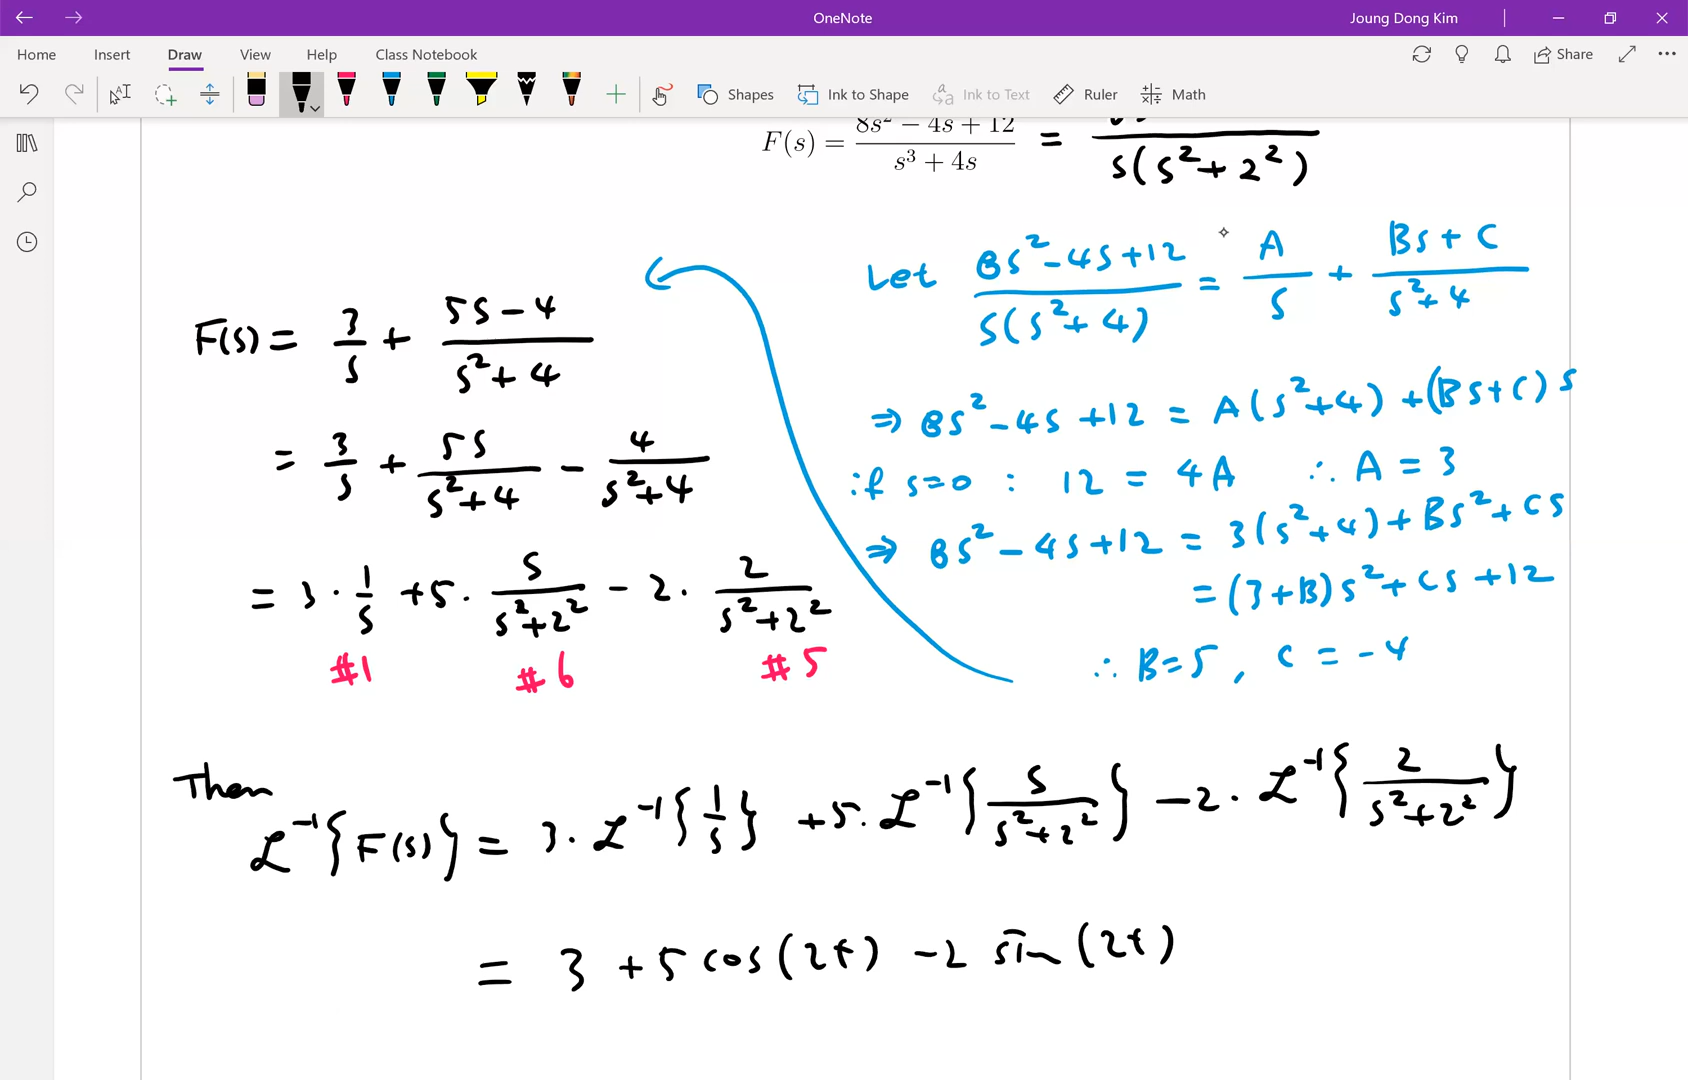 OneNote
Joung Dong Kim
Home Insert Draw View Help Class Notebook
Share
Shapes Ink to Shape Ink to Text Ruler Math
F(s) = 8s² − 4s + 12 / s³ + 4s = / s(s²+2²)
Let 8s²−4s+12 / s(s²+4) = A/s + Bs+C / s²+4
F(s) = 3/s + 5s−4 / s²+4
⇒ 8s²−4s+12 = A(s²+4)+(Bs+C)s
= 3/s + 5s / s²+4 − 4 / s²+4
if s=0 : 12 = 4A ∴ A = 3
⇒ 8s²−4s+12 = 3(s²+4)+Bs²+Cs
= 3·1/s +5· s / s²+2² − 2· 2 / s²+2²
= (3+B)s²+Cs+12
#1 #6 #5
∴ B=5, C=−4
Then
ℒ⁻¹{F(s)} = 3·ℒ⁻¹{1/s} +5·ℒ⁻¹{s / s²+2²} −2·ℒ⁻¹{2 / s²+2²}
= 3 +5 cos(2t) −2 sin(2t)